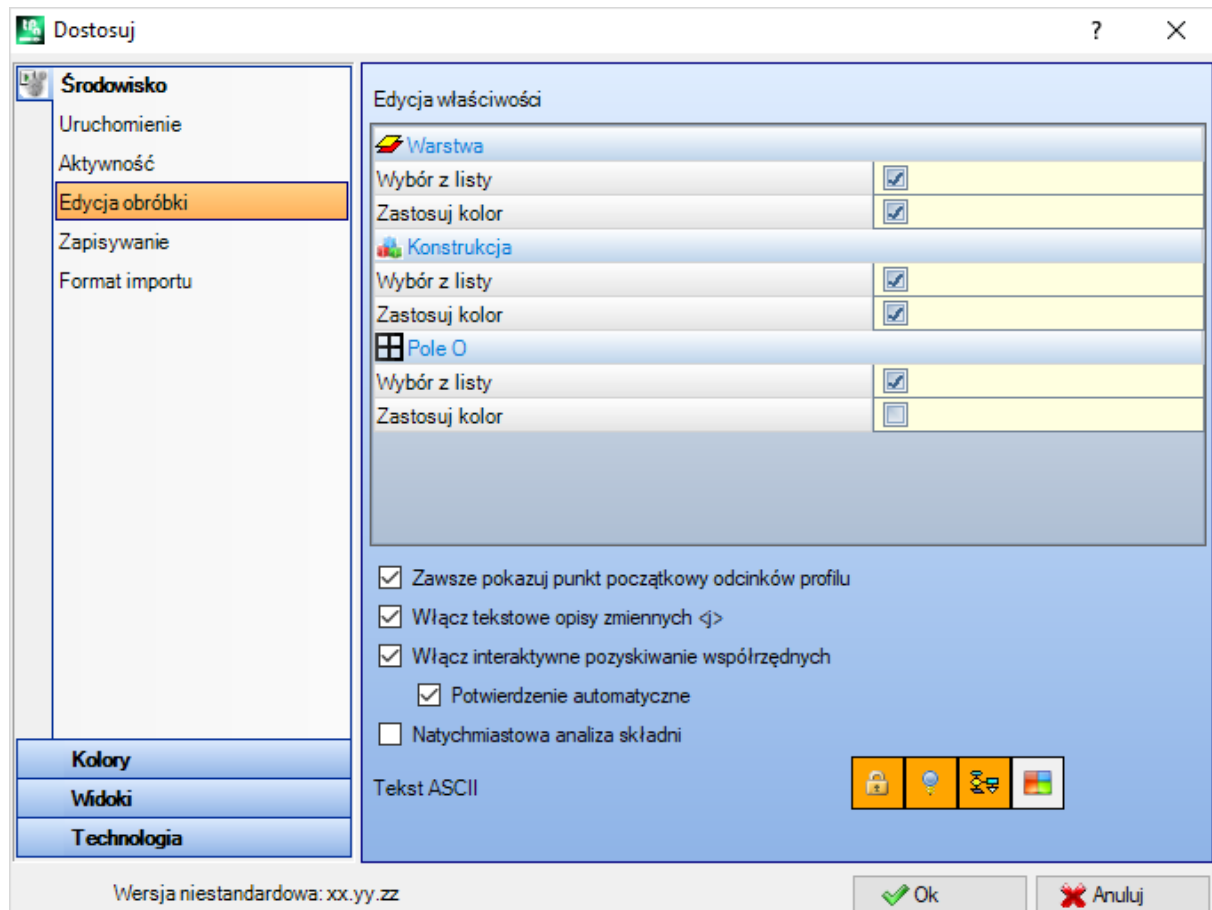 Dostosuj
?
Środowisko
Uruchomienie
Aktywność
Edycja obróbki
Zapisywanie
Format importu
Kolory
Widoki
Technologia
Edycja właściwości
Warstwa
Wybór z listy
Zastosuj kolor
Konstrukcja
Wybór z listy
Zastosuj kolor
Pole O
Wybór z listy
Zastosuj kolor
Zawsze pokazuj punkt początkowy odcinków profilu
Włącz tekstowe opisy zmiennych <j>
Włącz interaktywne pozyskiwanie współrzędnych
Potwierdzenie automatyczne
Natychmiastowa analiza składni
Tekst ASCII
Wersja niestandardowa: xx.yy.zz
Ok
Anuluj